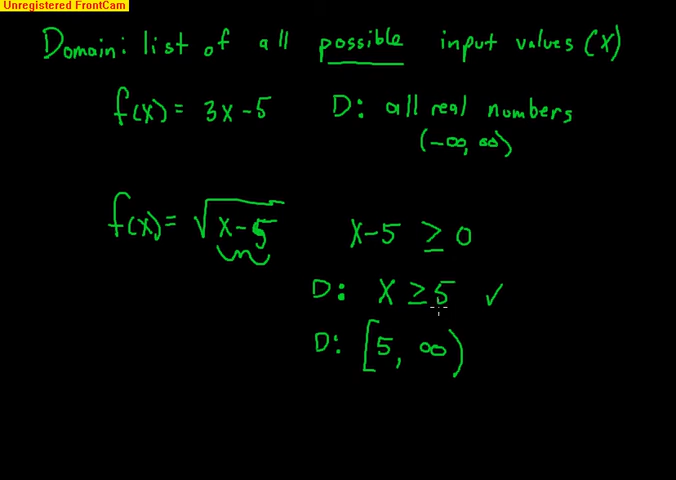 Unregistered FrontCam
Domain: list of all possible input values (x)
f(x) = 3x - 5 D: all real numbers
(-∞, ∞)
f(x) = √x - 5 x - 5 ≥ 0
D: x ≥ 5 ✓
D: [5, ∞)